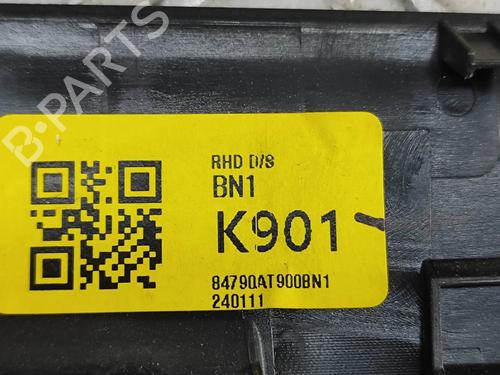 B-PARTS
RHD D/S
BN1
K901
84790AT900BN1
240111